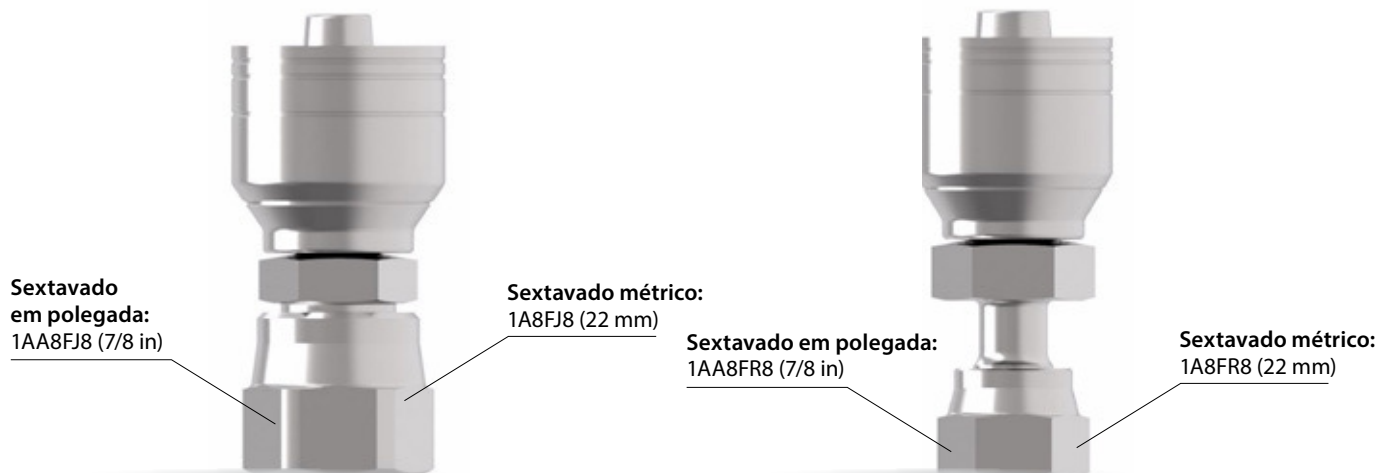 Sextavado
em polegada:
1AA8FJ8 (7/8 in)
Sextavado métrico:
1A8FJ8 (22 mm)
Sextavado em polegada:
1AA8FR8 (7/8 in)
Sextavado métrico:
1A8FR8 (22 mm)